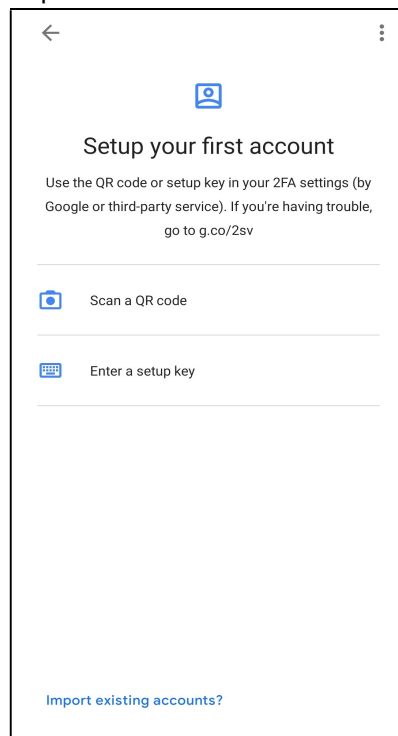 Setup your first account
Use the QR code or setup key in your 2FA settings (by
Google or third-party service). If you're having trouble,
go to g.co/2sv
Scan a QR code
Enter a setup key
Import existing accounts?